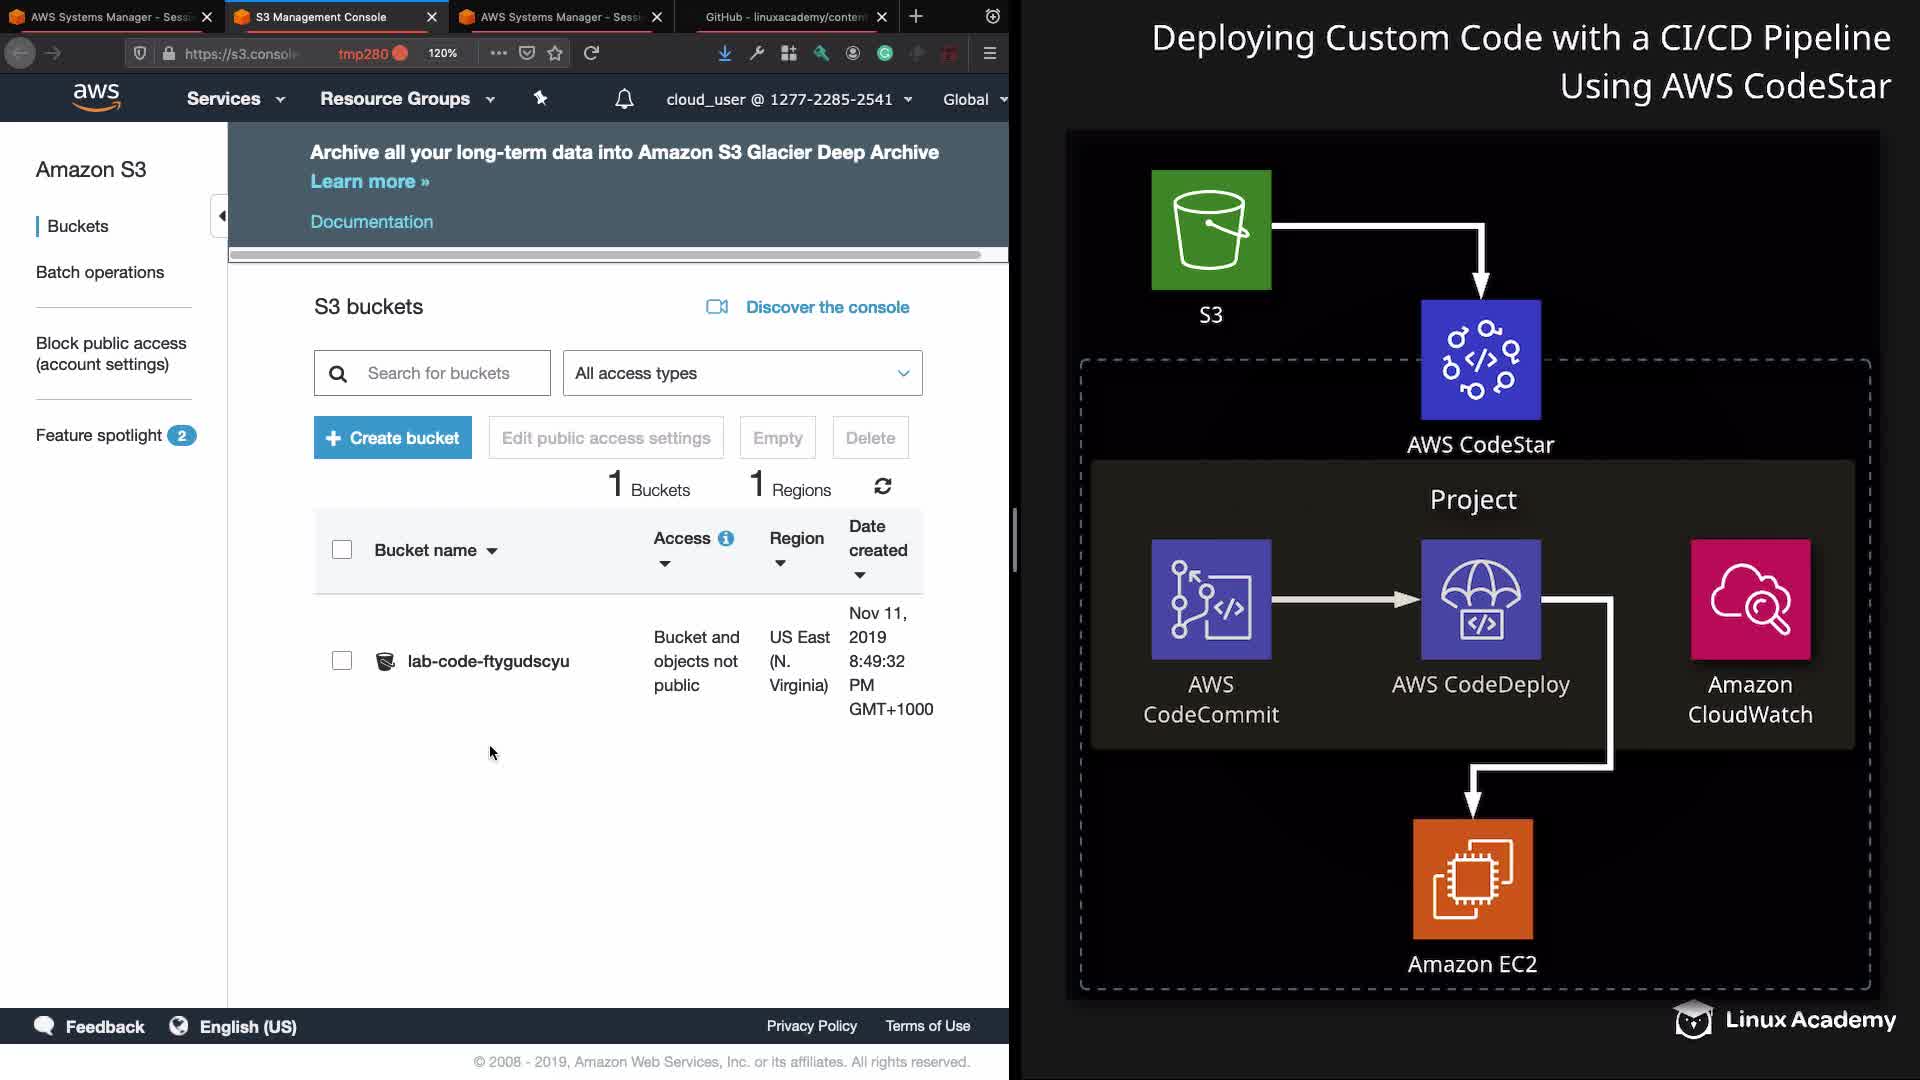 AWS Systems Manager - Sessi
S3 Management Console
AWS Systems Manager - Sessi
GitHub - linuxacademy/conten
https://s3.console
tmp280
120%
aws
Services
Resource Groups
cloud_user @ 1277-2285-2541
Global
Amazon S3
Buckets
Batch operations
Block public access
(account settings)
Feature spotlight 2
Archive all your long-term data into Amazon S3 Glacier Deep Archive
Learn more »
Documentation
S3 buckets
Discover the console
Search for buckets
All access types
Create bucket
Edit public access settings
Empty
Delete
1 Buckets
1 Regions
Bucket name
Access
Region
Date
created
lab-code-ftygudscyu
Bucket and
objects not
public
US East
(N.
Virginia)
Nov 11,
2019
8:49:32
PM
GMT+1000
Feedback
English (US)
Privacy Policy
Terms of Use
© 2008 - 2019, Amazon Web Services, Inc. or its affiliates. All rights reserved.
Deploying Custom Code with a CI/CD Pipeline
Using AWS CodeStar
S3
AWS CodeStar
Project
AWS
CodeCommit
AWS CodeDeploy
Amazon
CloudWatch
Amazon EC2
Linux Academy